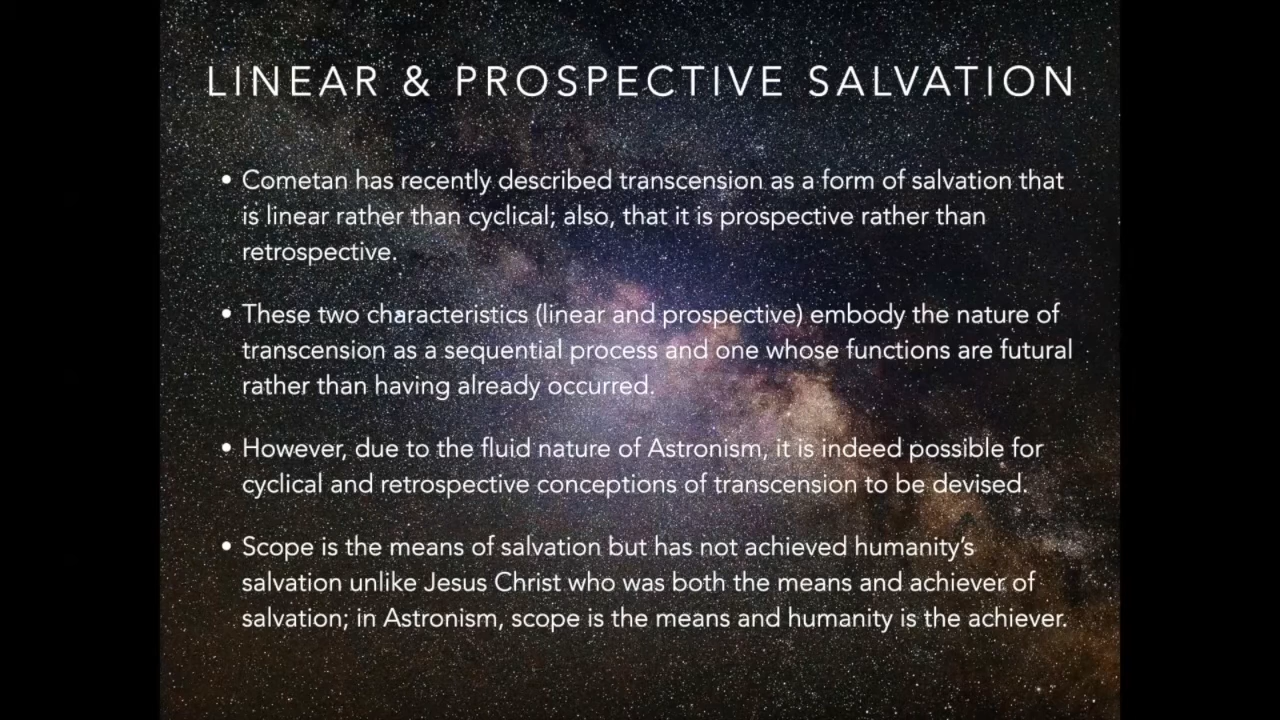 LINEAR & PROSPECTIVE SALVATION
• Cometan has recently described transcension as a form of salvation that
is linear rather than cyclical; also, that it is prospective rather than
retrospective.
• These two characteristics (linear and prospective) embody the nature of
transcension as a sequential process and one whose functions are futural
rather than having already occurred.
• However, due to the fluid nature of Astronism, it is indeed possible for
cyclical and retrospective conceptions of transcension to be devised.
• Scope is the means of salvation but has not achieved humanity's
salvation unlike Jesus Christ who was both the means and achiever of
salvation; in Astronism, scope is the means and humanity is the achiever.